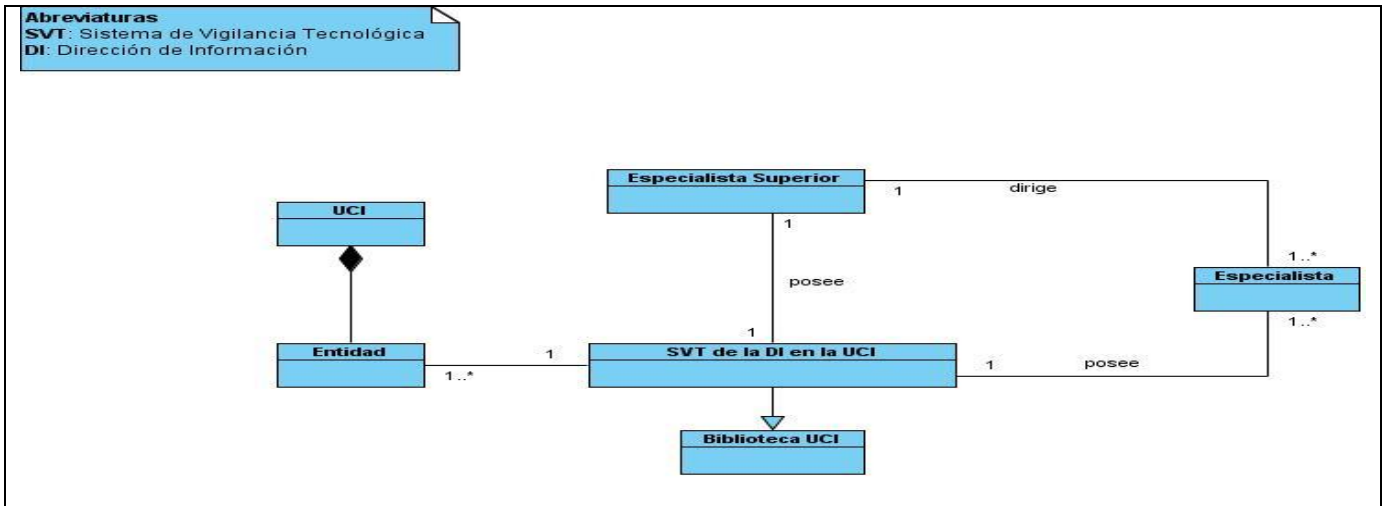 Abreviaturas
SVT: Sistema de Vigilancia Tecnológica
DI: Dirección de Información
Especialista Superior
1
dirige
1
UCI
posee
1..*
Especialista
1..*
1
Entidad
1
SVT de la DI en la UCI
1..*
1
posee
Biblioteca UCI